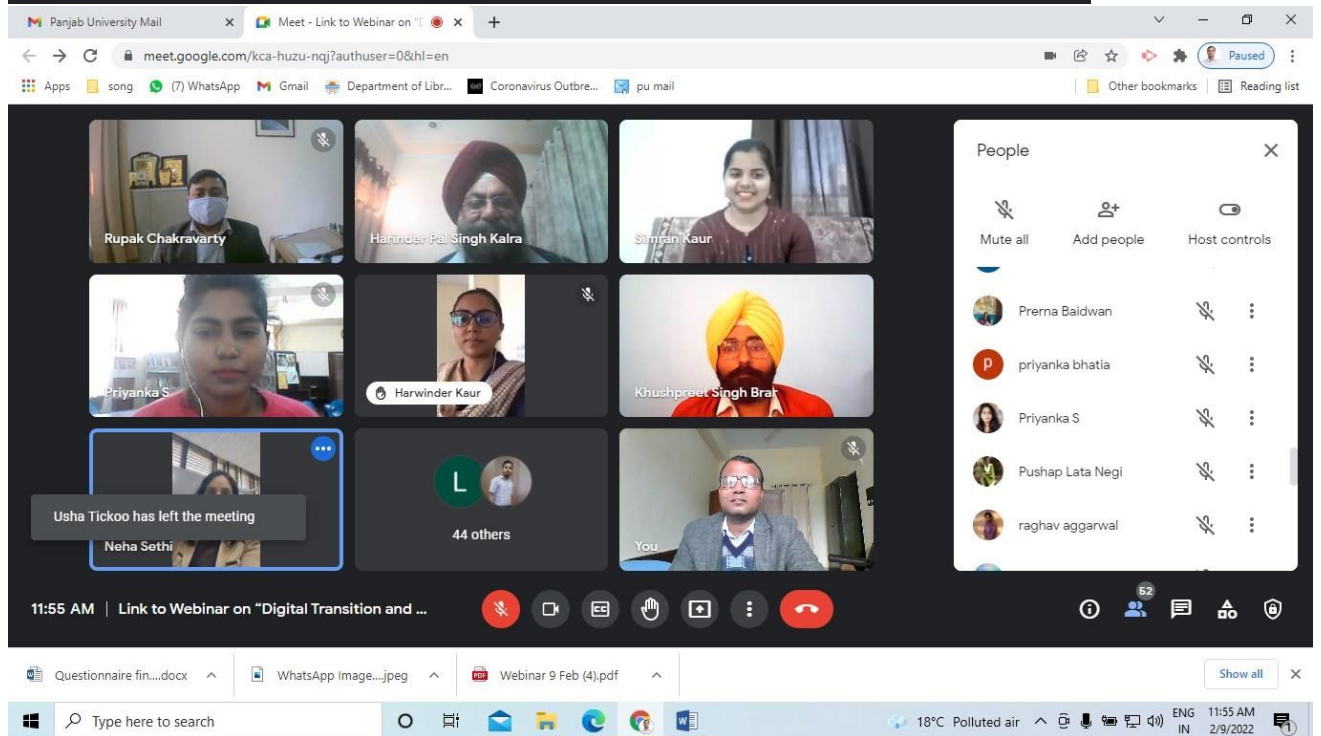 Panjab University Mail
Meet - Link to Webinar on "D
meet.google.com/kca-huzu-nqj?authuser=0&hl=en
Paused
Apps song (7) WhatsApp Gmail Department of Libr... Coronavirus Outbre... pu mail Other bookmarks Reading list
Rupak Chakravarty
Harinder Pal Singh Kalra
Simran Kaur
Priyanka S
Harwinder Kaur
Khushpreet Singh Brar
Usha Tickoo has left the meeting
Neha Sethi
L
44 others
You
People
Mute all Add people Host controls
Prerna Baidwan
P priyanka bhatia
Priyanka S
Pushap Lata Negi
raghav aggarwal
11:55 AM | Link to Webinar on "Digital Transition and ...
CC
52
Questionnaire fin....docx WhatsApp Image....jpeg PDF Webinar 9 Feb (4).pdf Show all
Type here to search
18°C Polluted air
ENG 11:55 AM
IN 2/9/2022
1